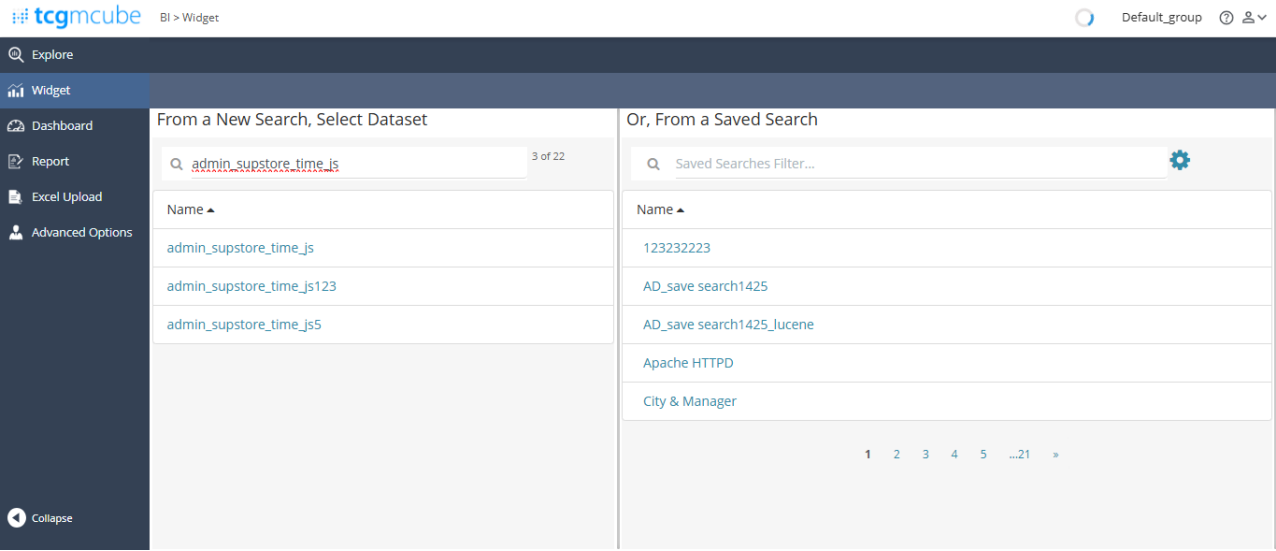 tcgmcube
BI > Widget
Default_group
Explore
Widget
Dashboard
Report
Excel Upload
Advanced Options
Collapse
From a New Search, Select Dataset
admin_supstore_time_js
3 of 22
Name
admin_supstore_time_js
admin_supstore_time_js123
admin_supstore_time_js5
Or, From a Saved Search
Saved Searches Filter...
Name
123232223
AD_save search1425
AD_save search1425_lucene
Apache HTTPD
City & Manager
1 2 3 4 5 ...21 »